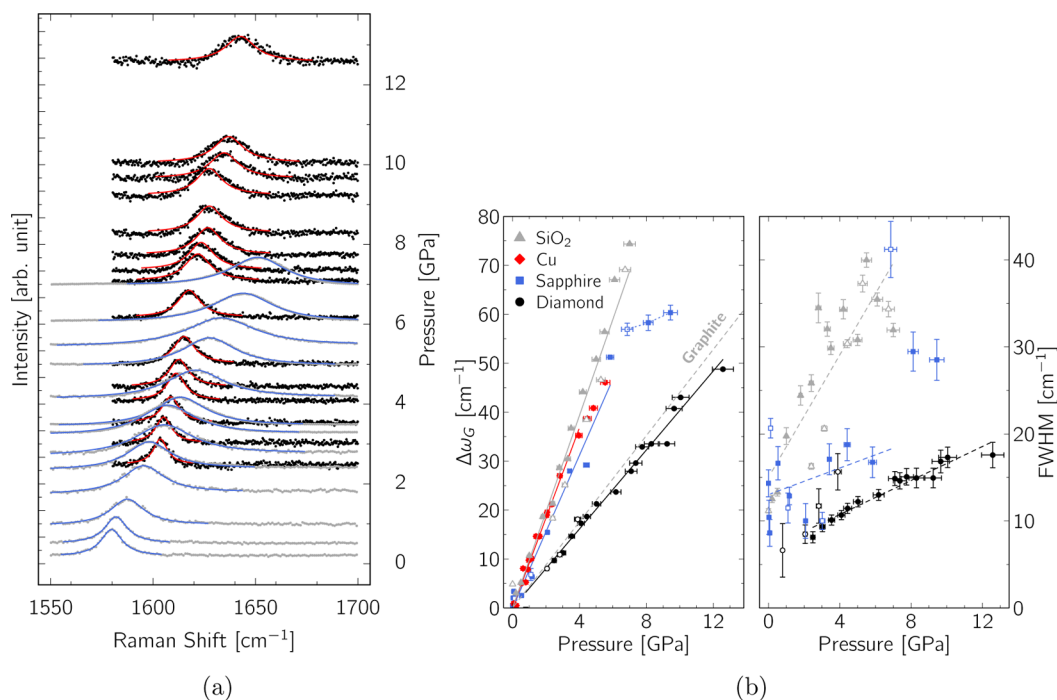 Intensity [arb. unit]
12
10
8
6
4
2
0
Pressure [GPa]
1550 1600 1650 1700
Raman Shift [cm⁻¹]
(a)
80
70
60
50
40
30
20
10
0
Δω_G [cm⁻¹]
SiO₂
Cu
Sapphire
Diamond
Graphite
0 4 8 12
Pressure [GPa]
0 4 8 12
Pressure [GPa]
40
30
20
10
0
FWHM [cm⁻¹]
(b)